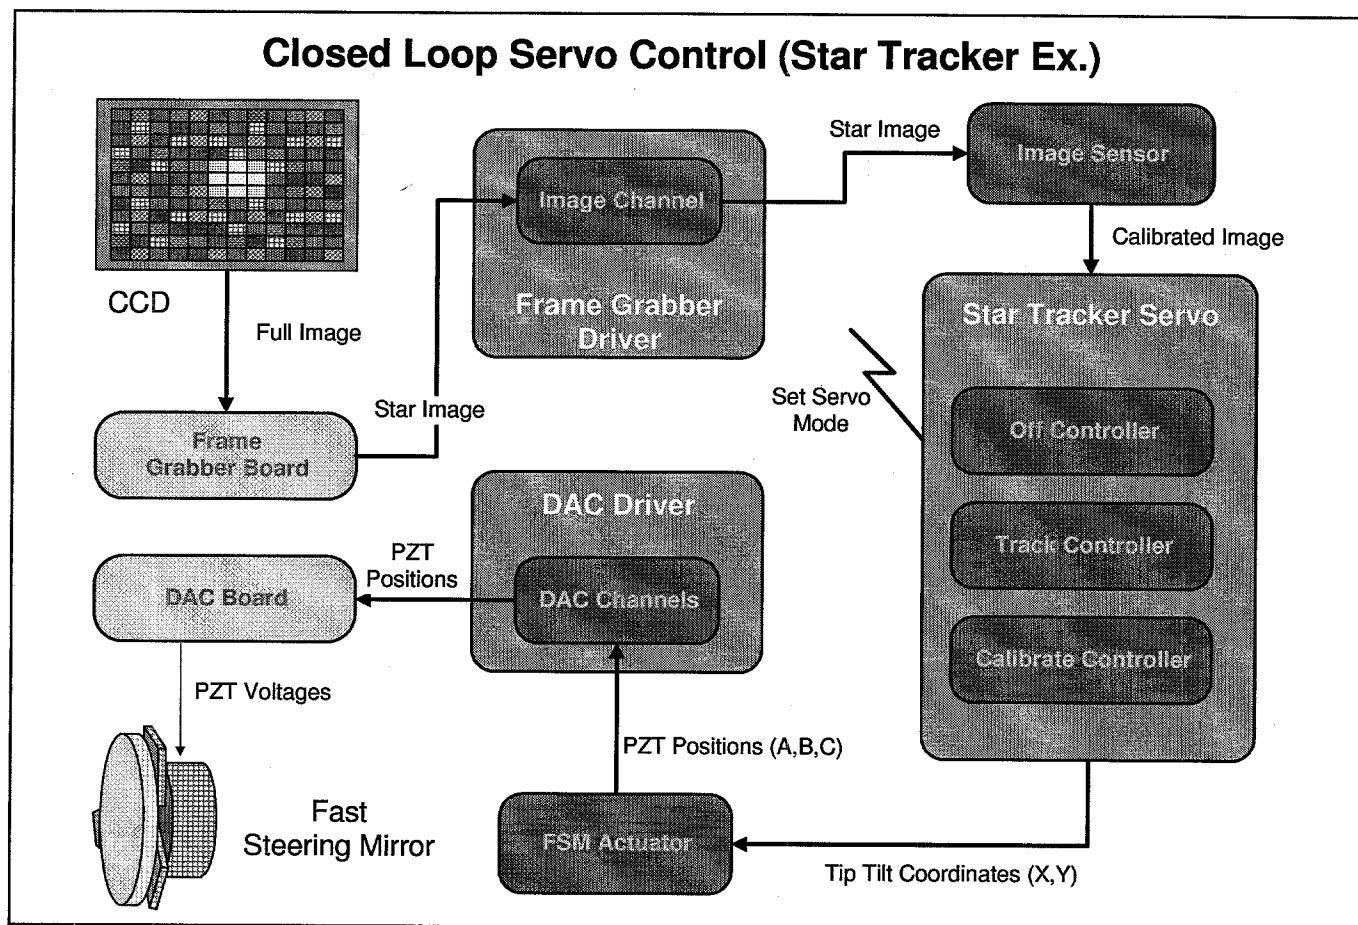 Closed Loop Servo Control (Star Tracker Ex.)
CCD
Full Image
Frame
Grabber Board
Star Image
Image Channel
Frame Grabber
Driver
Star Image
Image Sensor
Calibrated Image
Star Tracker Servo
Set Servo
Mode
Off Controller
Track Controller
Calibrate Controller
Tip Tilt Coordinates (X,Y)
FSM Actuator
PZT Positions (A,B,C)
DAC Driver
DAC Channels
PZT
Positions
DAC Board
PZT Voltages
Fast
Steering Mirror